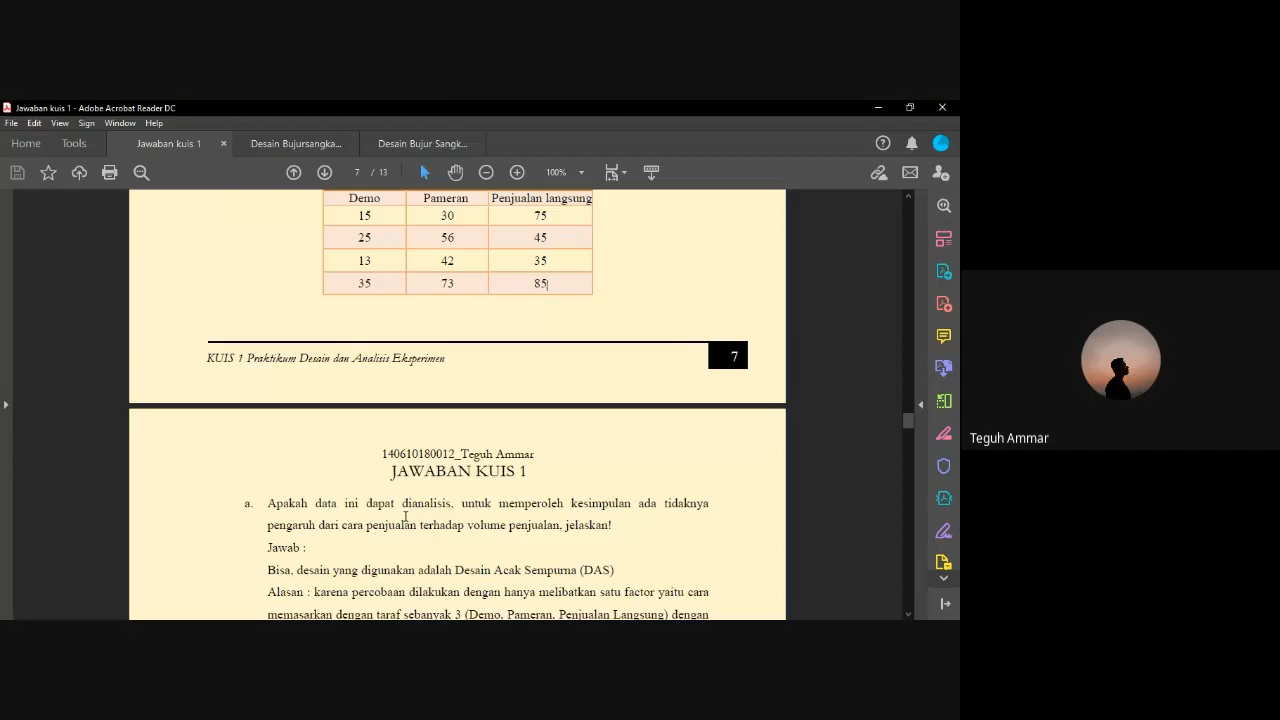 Jawaban kuis 1 - Adobe Acrobat Reader DC
File Edit View Sign Window Help
Home Tools Jawaban kuis 1 × Desain Bujursangka... Desain Bujur Sangk...
7 / 13 100%
Demo Pameran Penjualan langsung
15 30 75
25 56 45
13 42 35
35 73 85
KUIS 1 Praktikum Desain dan Analisis Eksperimen 7
140610180012_Teguh Ammar
JAWABAN KUIS 1
a. Apakah data ini dapat dianalisis, untuk memperoleh kesimpulan ada tidaknya
pengaruh dari cara penjualan terhadap volume penjualan, jelaskan!
Jawab :
Bisa, desain yang digunakan adalah Desain Acak Sempurna (DAS)
Alasan : karena percobaan dilakukan dengan hanya melibatkan satu factor yaitu cara
memasarkan dengan taraf sebanyak 3 (Demo, Pameran, Penjualan Langsung) dengan
Teguh Ammar